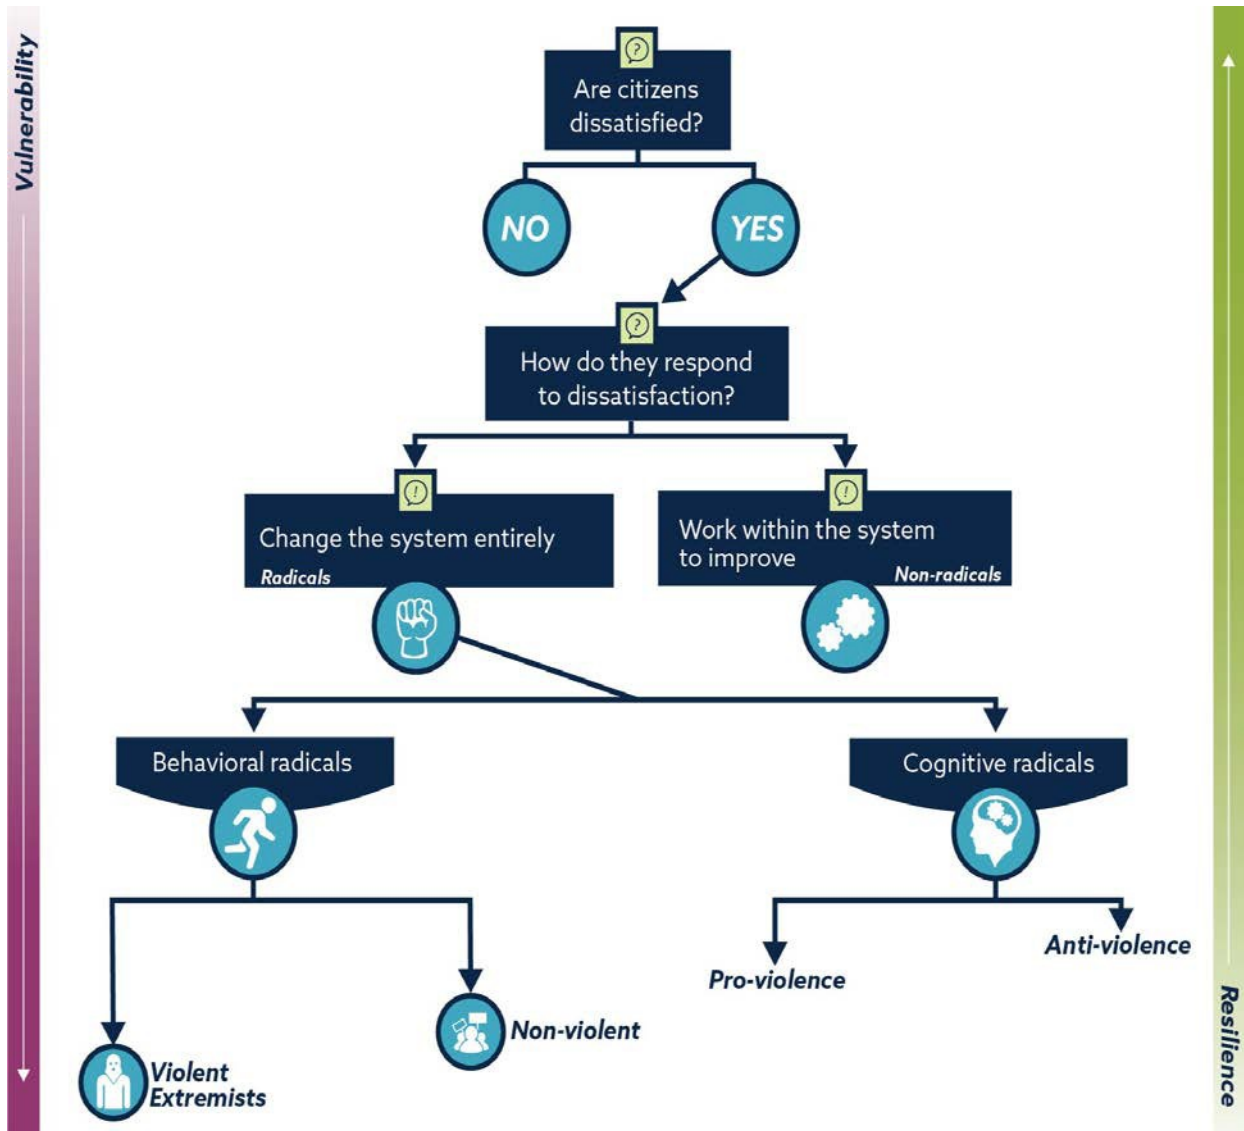 Vulnerability
?
Are citizens
dissatisfied?
NO
YES
?
How do they respond
to dissatisfaction?
!
Change the system entirely
Radicals
!
Work within the system
to improve
Non-radicals
Behavioral radicals
Cognitive radicals
Violent
Extremists
Non-violent
Pro-violence
Anti-violence
Resilience